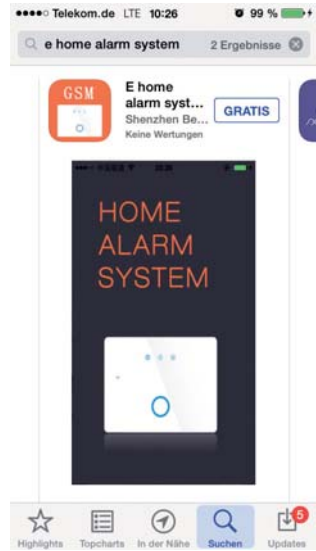 Telekom.de LTE 10:26 99 %
e home alarm system 2 Ergebnisse
GSM
E home
alarm syst...
Shenzhen Be...
Keine Wertungen
GRATIS
HOME
ALARM
SYSTEM
Highlights Topcharts In der Nähe Suchen Updates
5